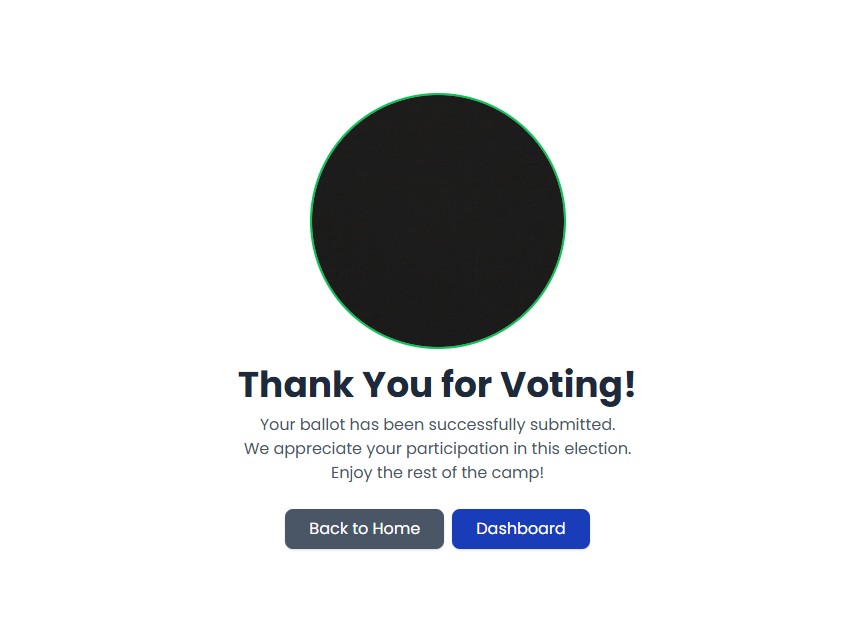 Thank You for Voting!
Your ballot has been successfully submitted.
We appreciate your participation in this election.
Enjoy the rest of the camp!
Back to Home
Dashboard